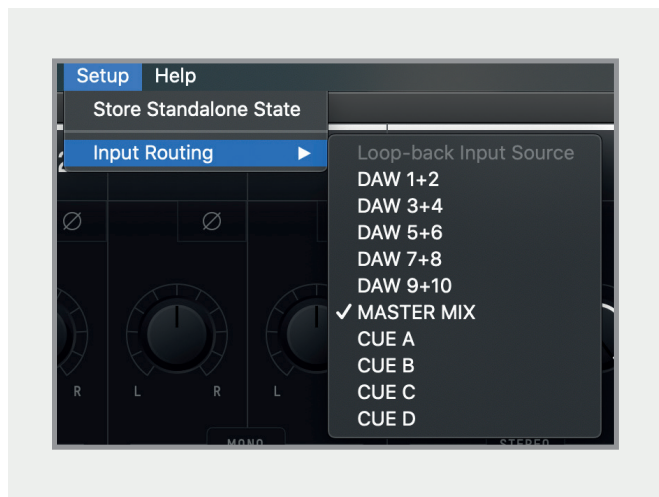 Setup Help
Store Standalone State
Input Routing
Loop-back Input Source
DAW 1+2
DAW 3+4
DAW 5+6
DAW 7+8
DAW 9+10
✓ MASTER MIX
CUE A
CUE B
CUE C
CUE D
R L R L
MONO
STEREO